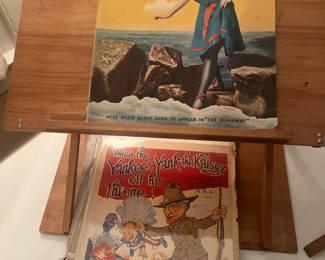 MISS BILLIE BURKE SOON TO APPEAR IN "THE RUNAWAY"
When the
Yankees Yank the Kaiser
off his
Throne!